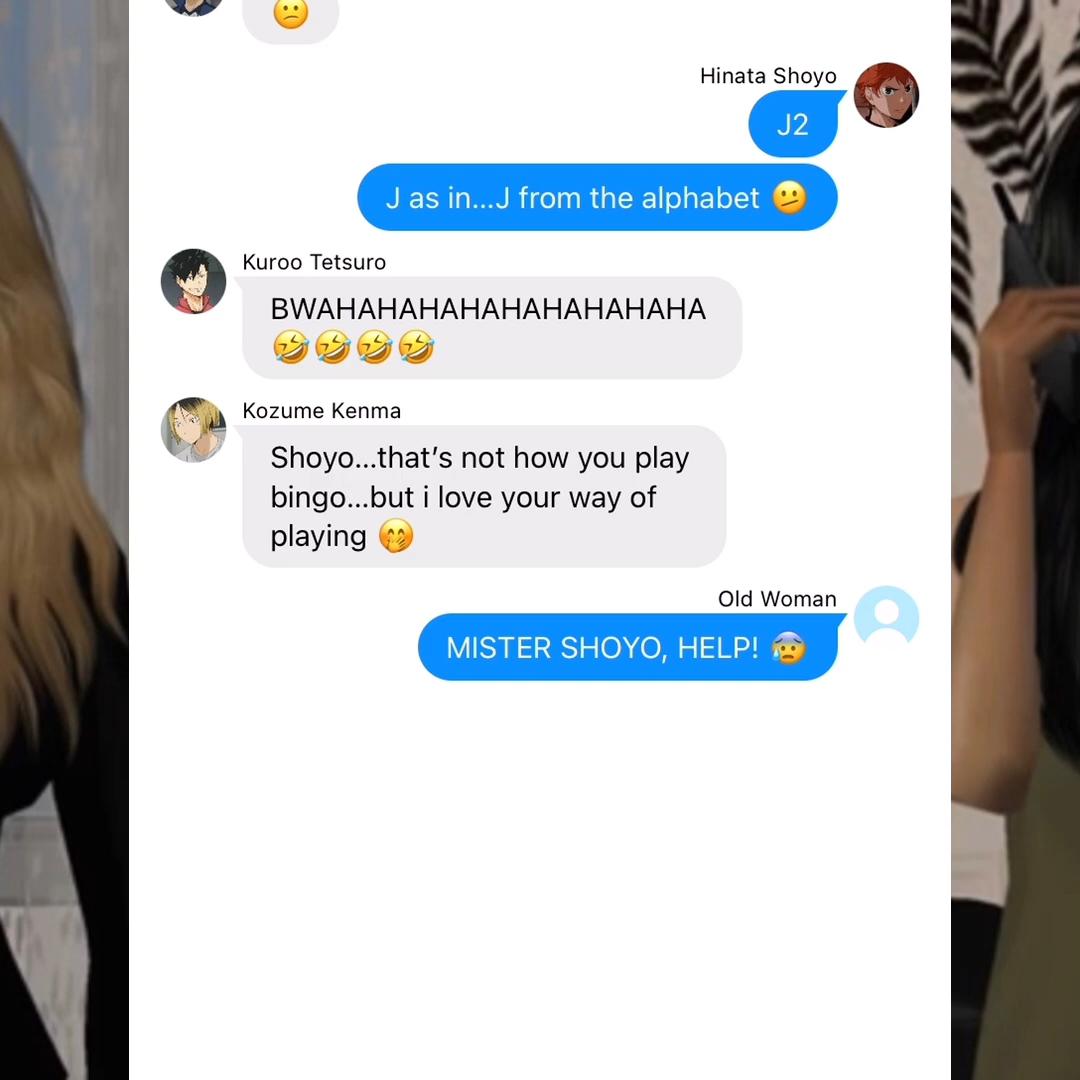 😕
Hinata Shoyo
J2
J as in...J from the alphabet 🫤
Kuroo Tetsuro
BWAHAHAHAHAHAHAHAHAHA
🤣🤣🤣🤣
Kozume Kenma
Shoyo...that’s not how you play
bingo...but i love your way of
playing 🤭
Old Woman
MISTER SHOYO, HELP! 😰